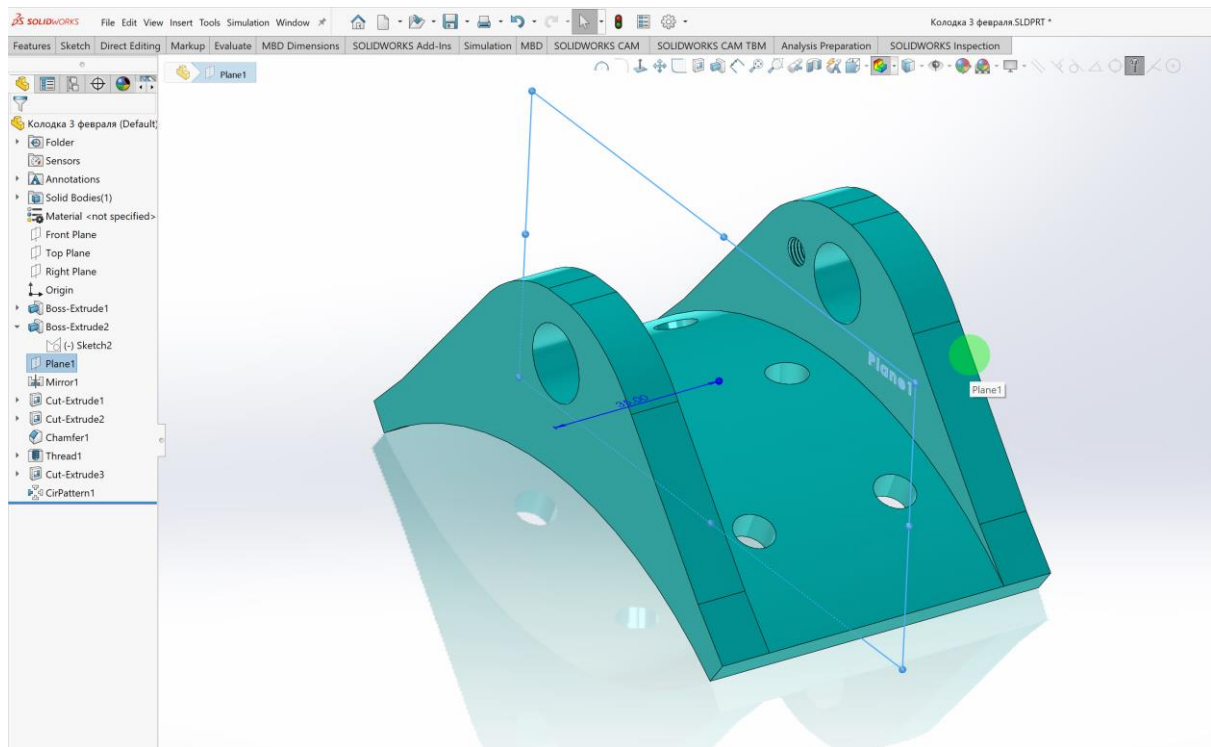 SOLIDWORKS File Edit View Insert Tools Simulation Window Колодка 3 февраля.SLDPRT *
Features Sketch Direct Editing Markup Evaluate MBD Dimensions SOLIDWORKS Add-Ins Simulation MBD SOLIDWORKS CAM SOLIDWORKS CAM TBM Analysis Preparation SOLIDWORKS Inspection
Plane1
Колодка 3 февраля (Default)
Folder
Sensors
Annotations
Solid Bodies(1)
Material <not specified>
Front Plane
Top Plane
Right Plane
Origin
Boss-Extrude1
Boss-Extrude2
(-) Sketch2
Plane1
Mirror1
Cut-Extrude1
Cut-Extrude2
Chamfer1
Thread1
Cut-Extrude3
CirPattern1
Plane1
Plane1